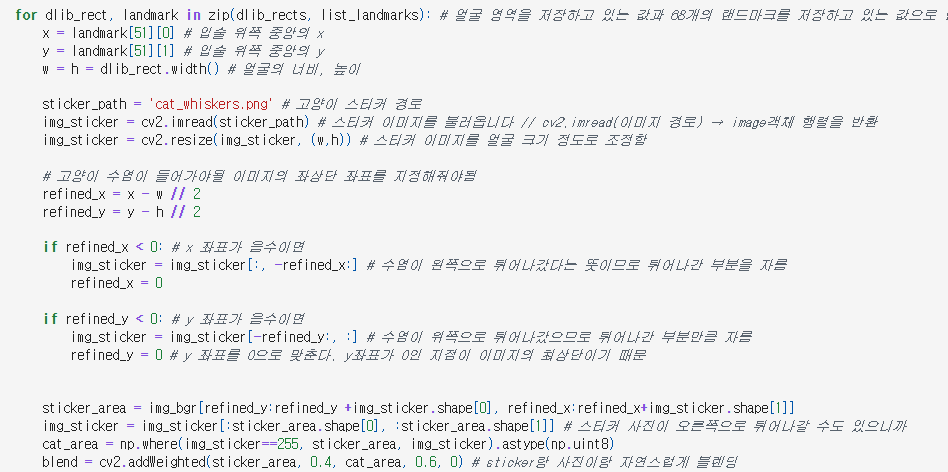 for dlib_rect, landmark in zip(dlib_rects, list_landmarks): # 얼굴 영역을 저장하고 있는 값과 68개의 랜드마크를 저장하고 있는 값으로
x = landmark[51][0] # 입술 위쪽 중앙의 x
y = landmark[51][1] # 입술 위쪽 중앙의 y
w = h = dlib_rect.width() # 얼굴의 너비, 높이
sticker_path = 'cat_whiskers.png' # 고양이 스티커 경로
img_sticker = cv2.imread(sticker_path) # 스티커 이미지를 불러옵니다 // cv2.imread(이미지 경로) → image객체 행렬을 반환
img_sticker = cv2.resize(img_sticker, (w,h)) # 스티커 이미지를 얼굴 크기 정도로 조정함
# 고양이 수염이 들어가야될 이미지의 좌상단 좌표를 지정해줘야됨
refined_x = x - w // 2
refined_y = y - h // 2
if refined_x < 0: # x 좌표가 음수이면
img_sticker = img_sticker[:, -refined_x:] # 수염이 왼쪽으로 튀어나갔다는 뜻이므로 튀어나간 부분을 자름
refined_x = 0
if refined_y < 0: # y 좌표가 음수이면
img_sticker = img_sticker[-refined_y:, :] # 수염이 위쪽으로 튀어나갔으므로 튀어나간 부분만큼 자름
refined_y = 0 # y 좌표를 0으로 맞춘다. y좌표가 0인 지점이 이미지의 최상단이기 때문
sticker_area = img_bgr[refined_y:refined_y +img_sticker.shape[0], refined_x:refined_x+img_sticker.shape[1]]
img_sticker = img_sticker[:sticker_area.shape[0], :sticker_area.shape[1]] # 스티커 사진이 오른쪽으로 튀어나갈 수도 있으니까
cat_area = np.where(img_sticker==255, sticker_area, img_sticker).astype(np.uint8)
blend = cv2.addWeighted(sticker_area, 0.4, cat_area, 0.6, 0) # sticker랑 사진이랑 자연스럽게 블렌딩